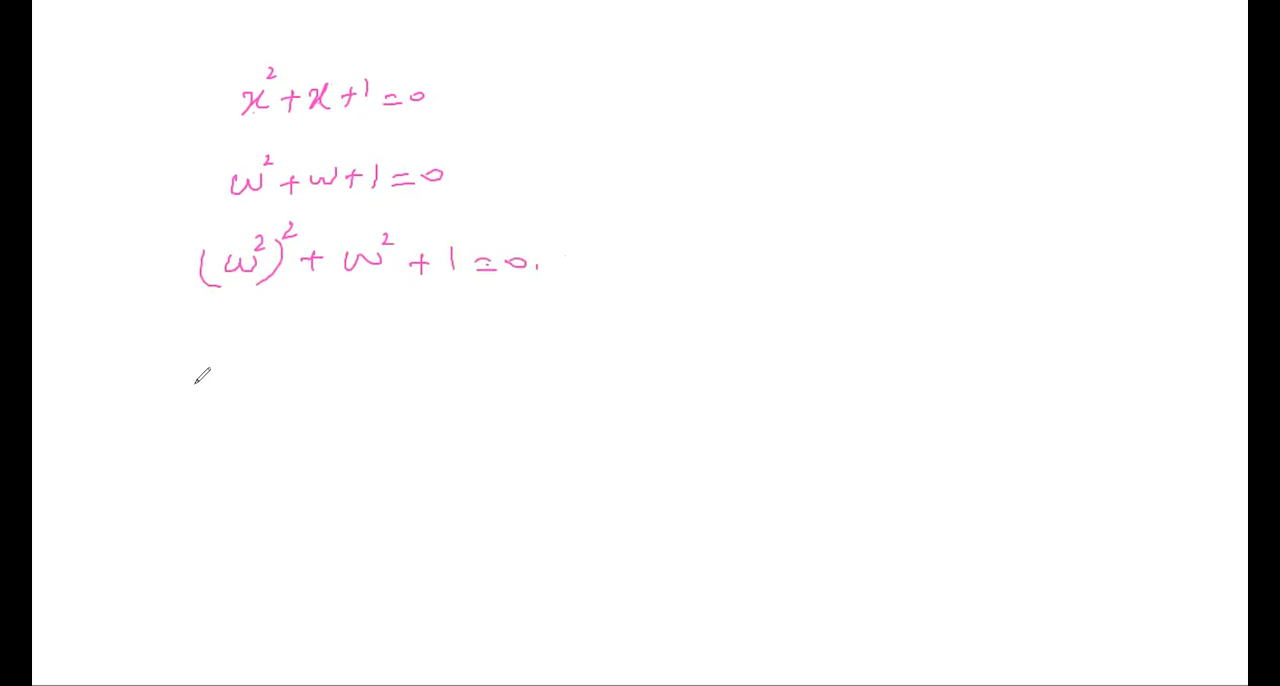 x² + x + 1 = 0
ω² + ω + 1 = 0
(ω²)² + ω² + 1 = 0.